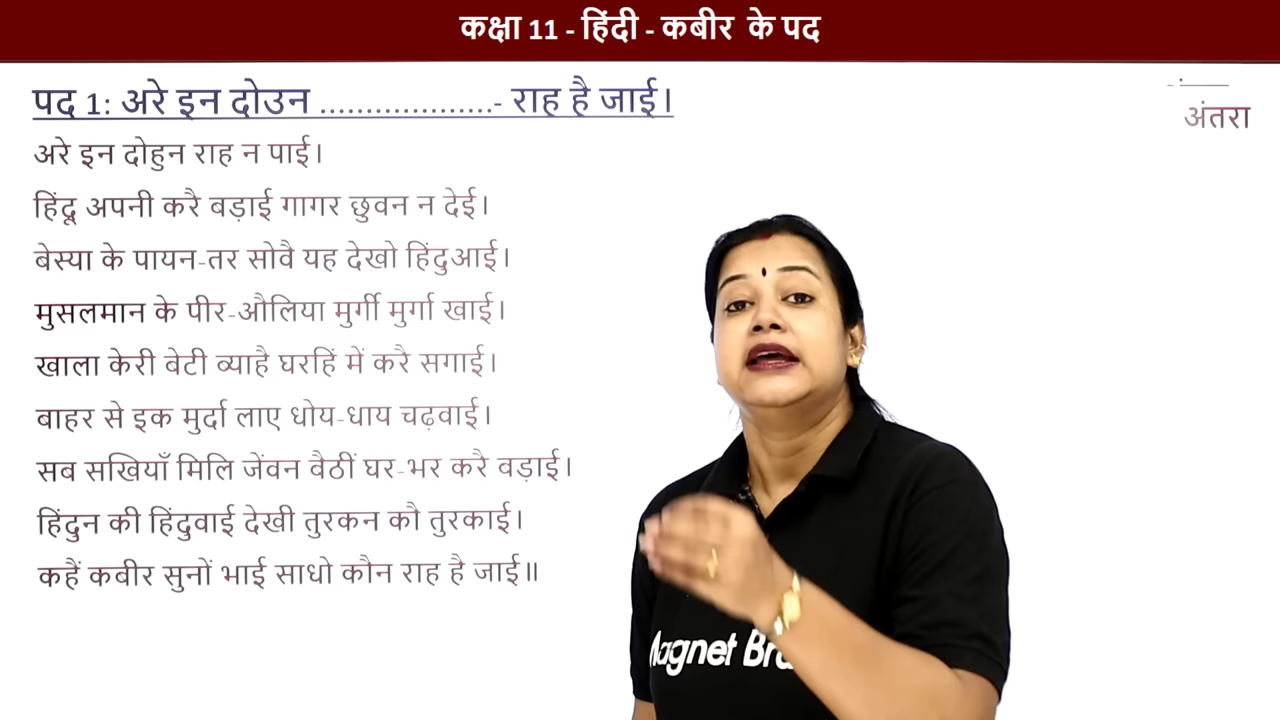 कक्षा 11 - हिंदी - कबीर के पद
पद 1: अरे इन दोउन ...................- राह है जाई।
अंतरा
अरे इन दोहुन राह न पाई।
हिंदू अपनी करै बड़ाई गागर छुवन न देई।
बेस्या के पायन-तर सोवै यह देखो हिंदुआई।
मुसलमान के पीर-औलिया मुर्गी मुर्गा खाई।
खाला केरी बेटी ब्याहै घरहिं में करै सगाई।
बाहर से इक मुर्दा लाए धोय-धाय चढ़वाई।
सब सखियाँ मिलि जेंवन बैठीं घर-भर करै बड़ाई।
हिंदुन की हिंदुवाई देखी तुरकन की तुरकाई।
कहैं कबीर सुनों भाई साधो कौन राह है जाई॥
Magnet Bra